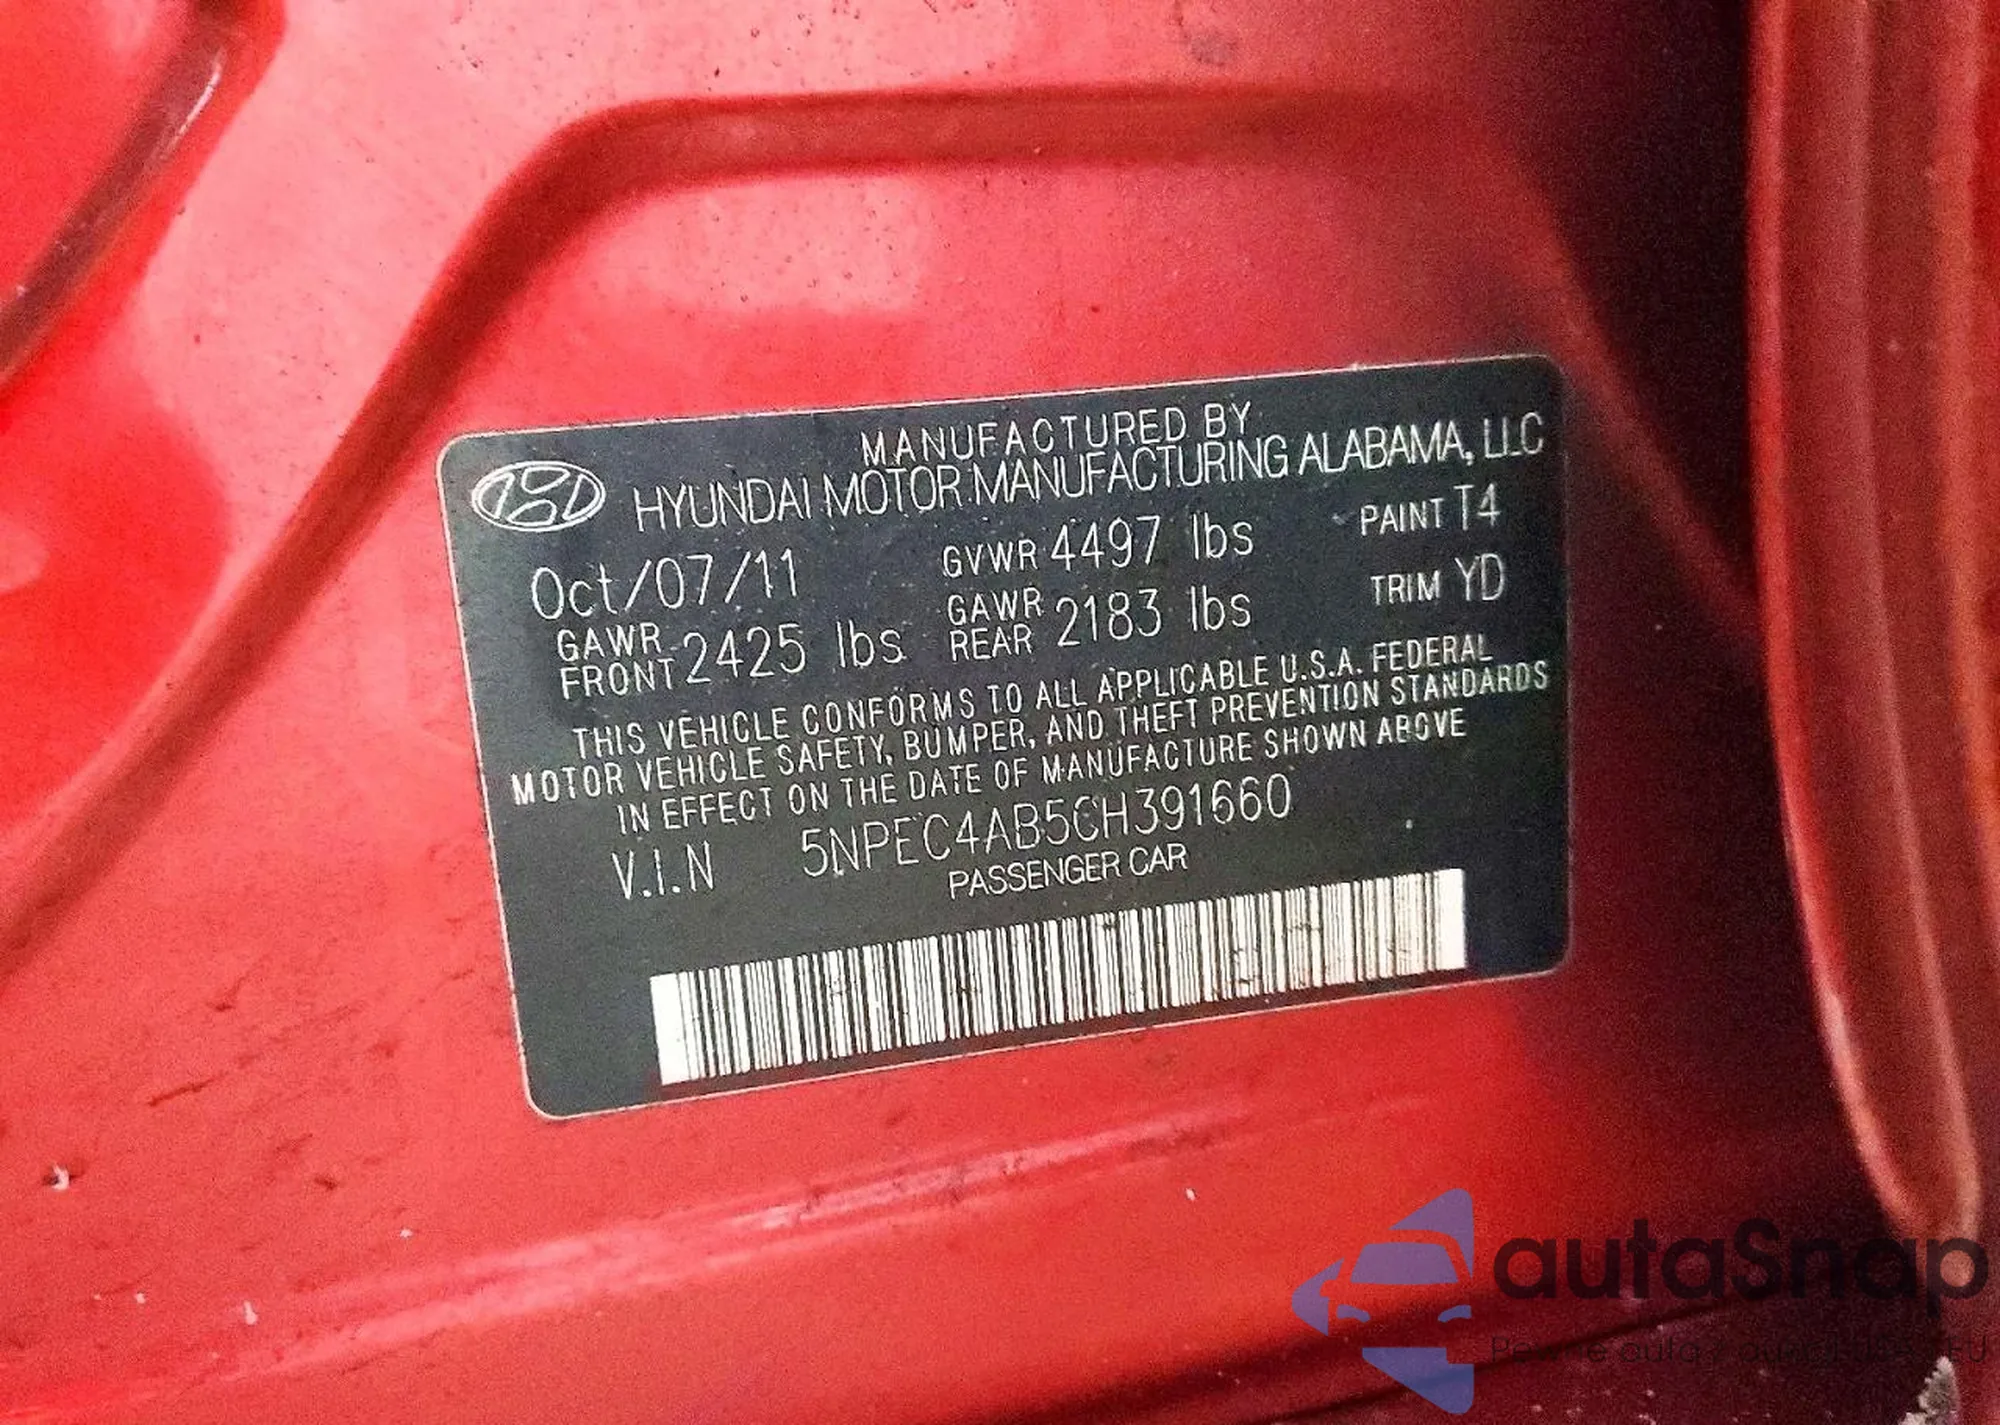 MANUFACTURED BY
HYUNDAI MOTOR MANUFACTURING ALABAMA, LLC
Oct/07/11 GVWR 4497 lbs PAINT T4
GAWR FRONT 2425 lbs GAWR REAR 2183 lbs TRIM YD
THIS VEHICLE CONFORMS TO ALL APPLICABLE U.S.A. FEDERAL
MOTOR VEHICLE SAFETY, BUMPER, AND THEFT PREVENTION STANDARDS
IN EFFECT ON THE DATE OF MANUFACTURE SHOWN ABOVE
V.I.N 5NPEC4AB5CH391660
PASSENGER CAR
autaSnap